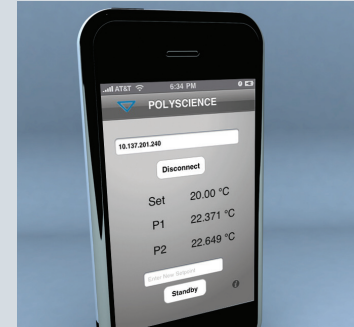 AT&T 6:34 PM
POLYSCIENCE
10.137.201.240
Disconnect
Set 20.00 °C
P1 22.371 °C
P2 22.649 °C
Enter New Setpoint
Standby